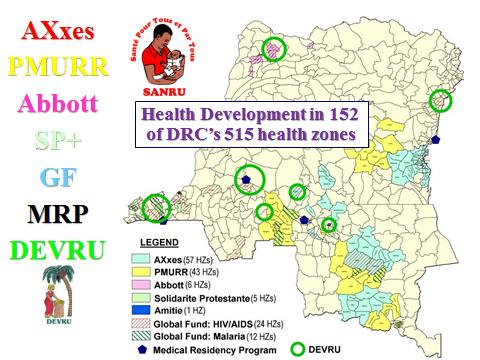 AXxes
PMURR
Abbott
SP+
GF
MRP
DEVRU
DEVRU
Santé Pour Tous et Par Tous
SANRU
Health Development in 152
of DRC's 515 health zones
LEGEND
AXxes (57 HZs)
PMURR (43 HZs)
Abbott (6 HZs)
Solidarite Protestante (5 HZs)
Amitie (1 HZ)
Global Fund: HIV/AIDS (24 HZs)
Global Fund: Malaria (12 HZs)
Medical Residency Program
DEVRU